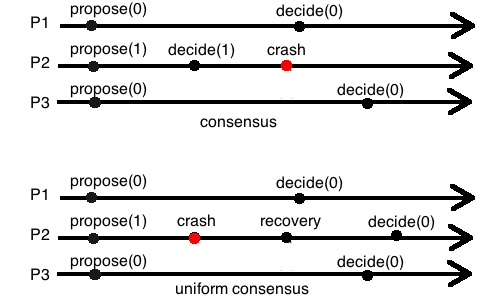 P1 propose(0) decide(0)
P2 propose(1) decide(1) crash
P3 propose(0) decide(0)
consensus
P1 propose(0) decide(0)
P2 propose(1) crash recovery decide(0)
P3 propose(0) decide(0)
uniform consensus